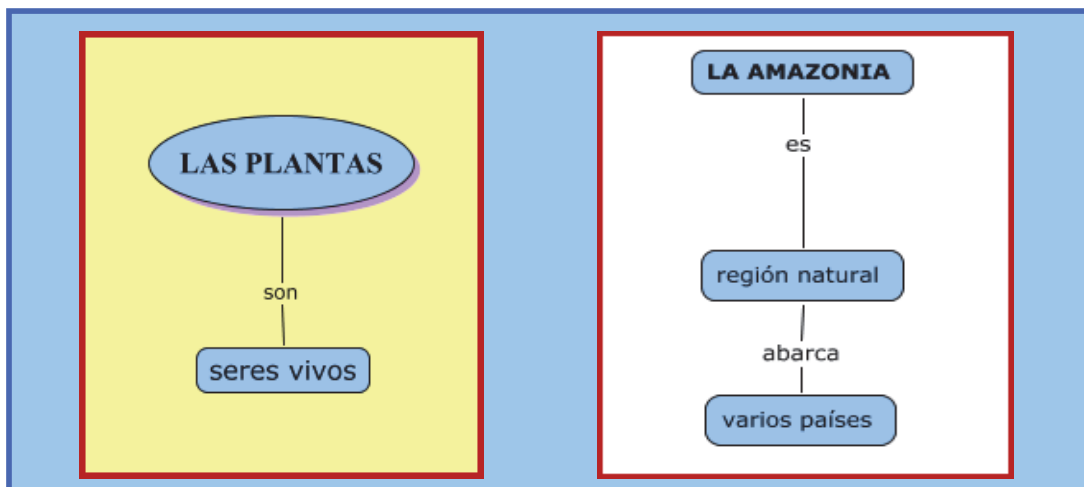 LAS PLANTAS
son
seres vivos
LA AMAZONIA
es
región natural
abarca
varios países